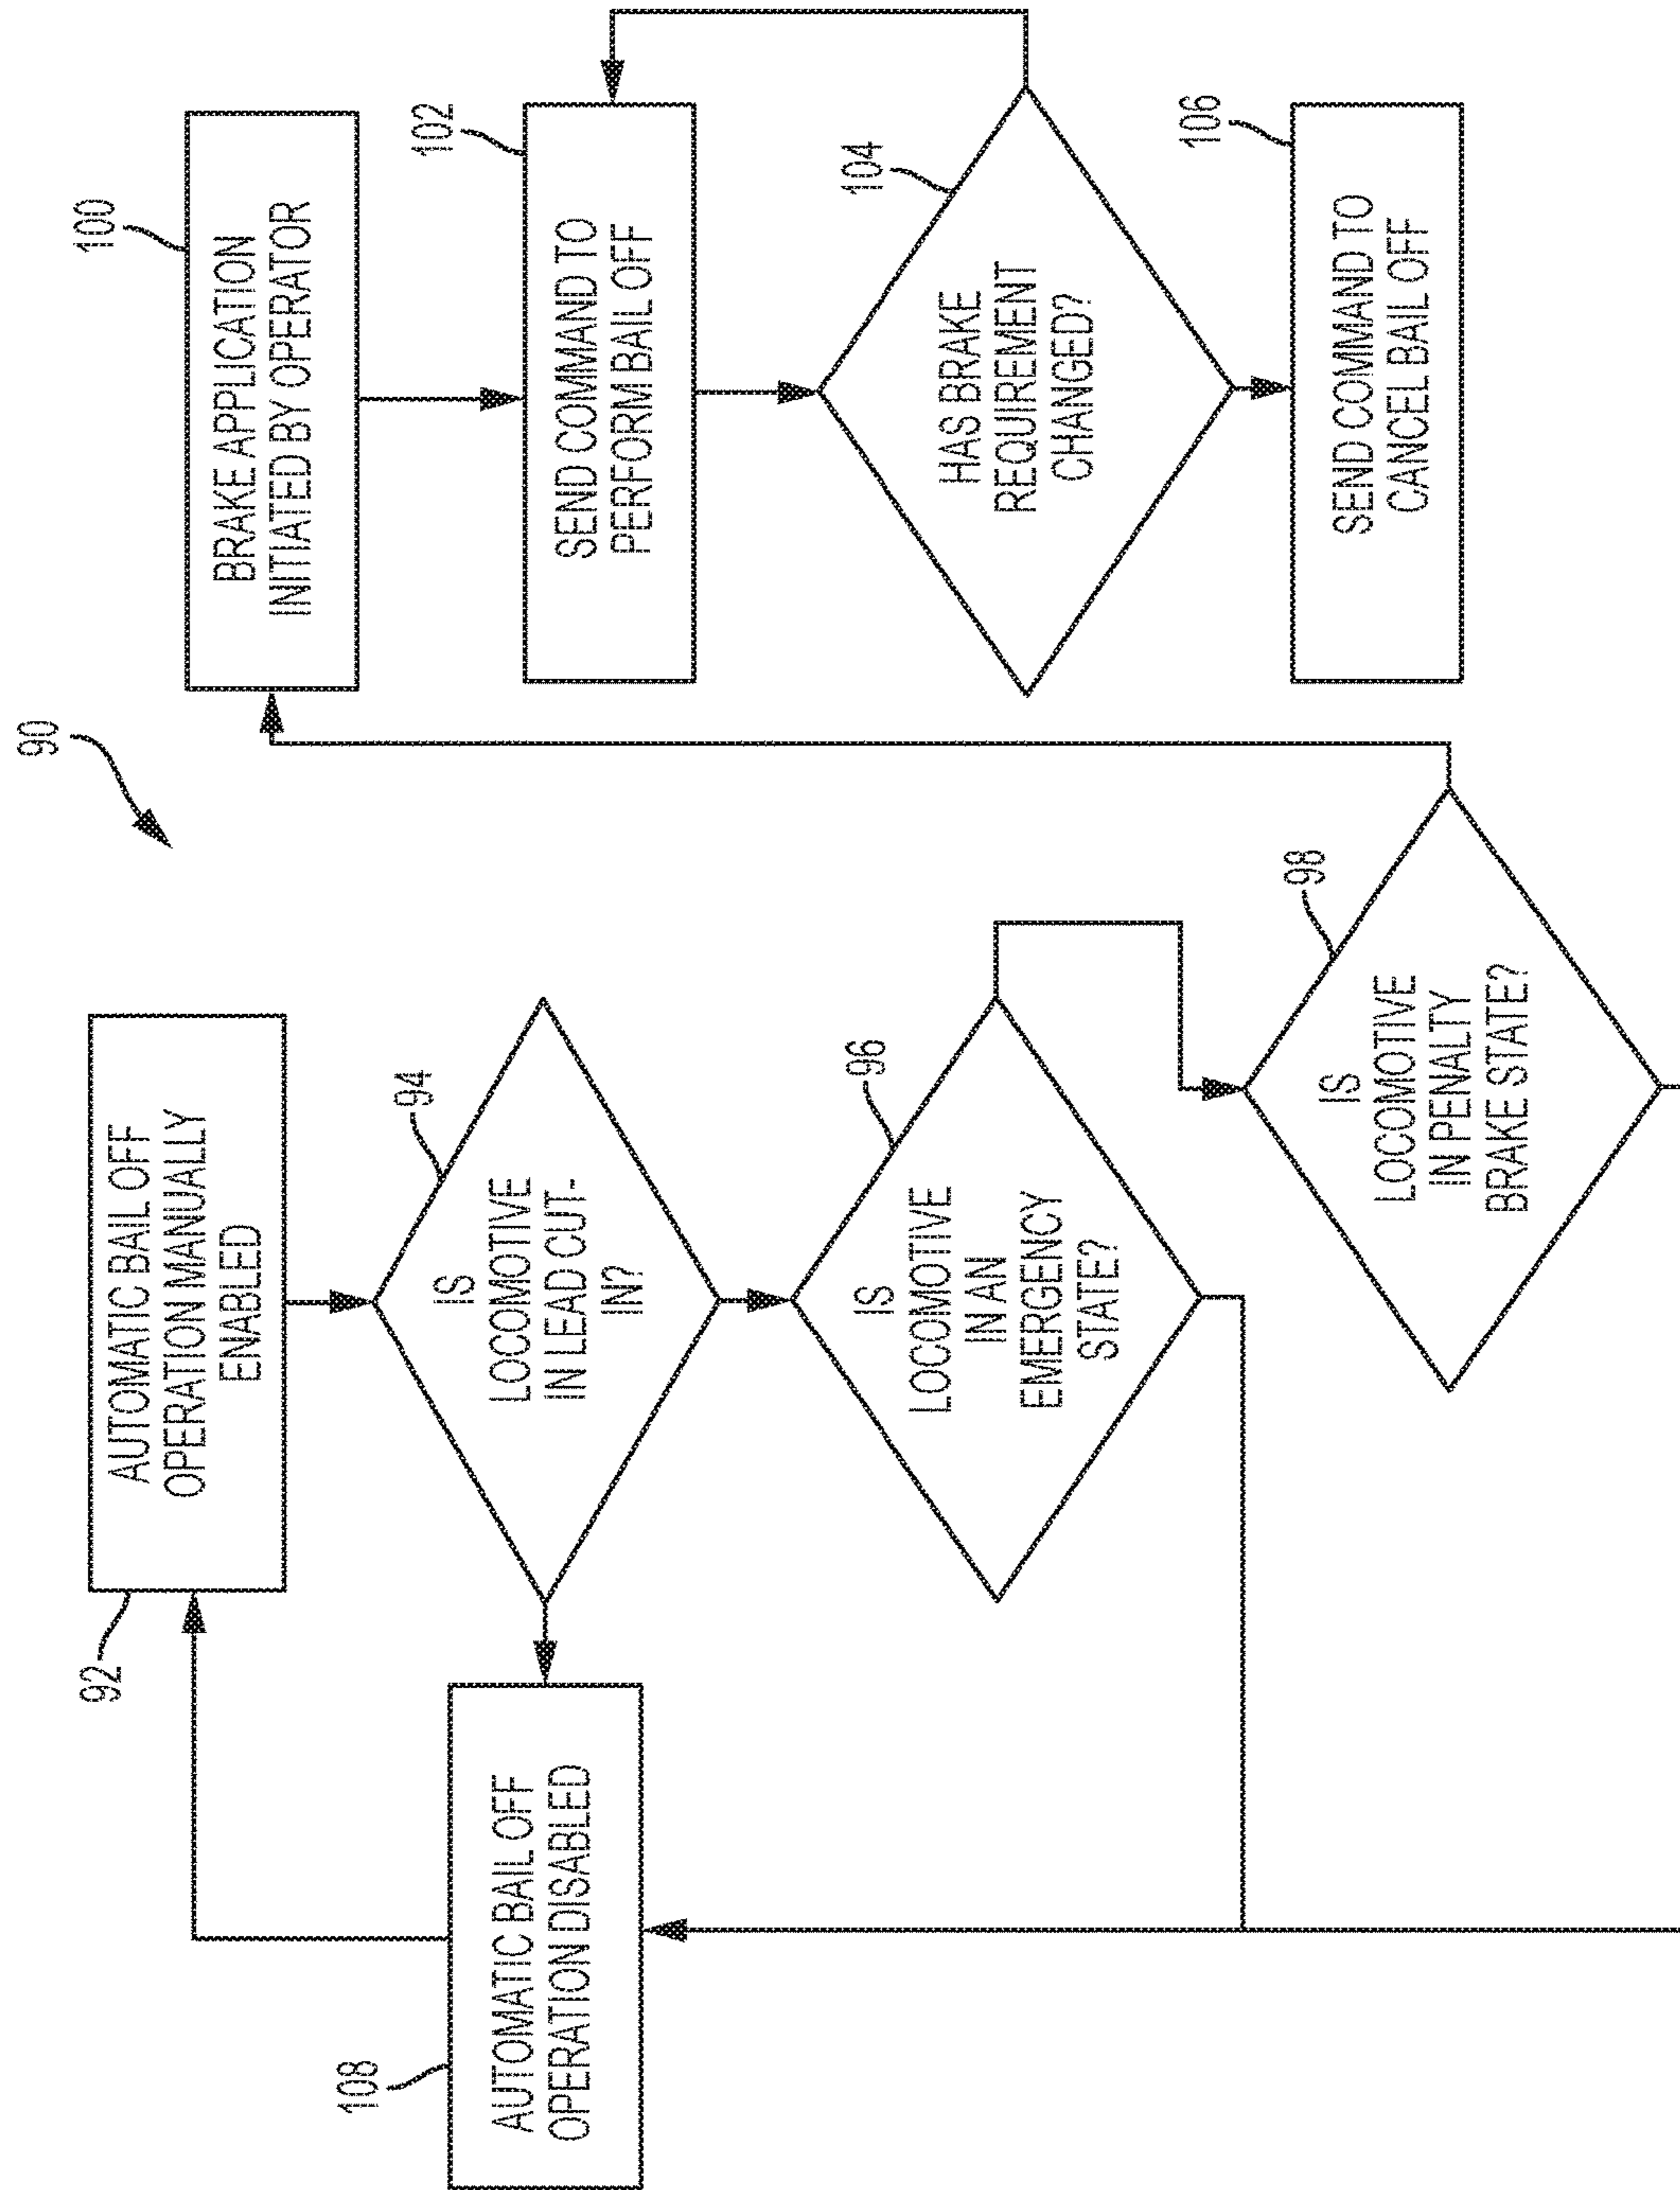 90
AUTOMATIC BAIL OFF
OPERATION MANUALLY
ENABLED
92
IS
LOCOMOTIVE
IN LEAD CUT-
IN?
94
108
AUTOMATIC BAIL OFF
OPERATION DISABLED
IS
LOCOMOTIVE
IN AN
EMERGENCY
STATE?
96
IS
LOCOMOTIVE
IN PENALTY
BRAKE STATE?
98
100
BRAKE APPLICATION
INITIATED BY OPERATOR
102
SEND COMMAND TO
PERFORM BAIL OFF
104
HAS BRAKE
REQUIREMENT
CHANGED?
106
SEND COMMAND TO
CANCEL BAIL OFF